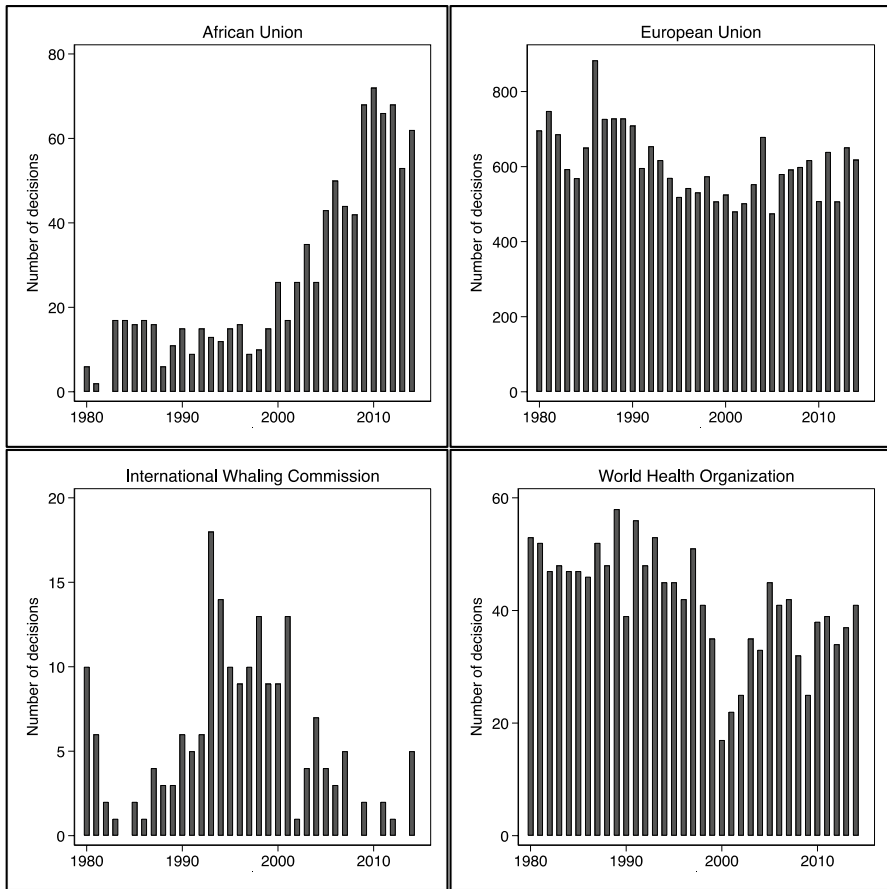 African Union
80
60
40
20
0
Number of decisions
1980 1990 2000 2010
European Union
800
600
400
200
0
Number of decisions
1980 1990 2000 2010
International Whaling Commission
20
15
10
5
0
Number of decisions
1980 1990 2000 2010
World Health Organization
60
40
20
0
Number of decisions
1980 1990 2000 2010